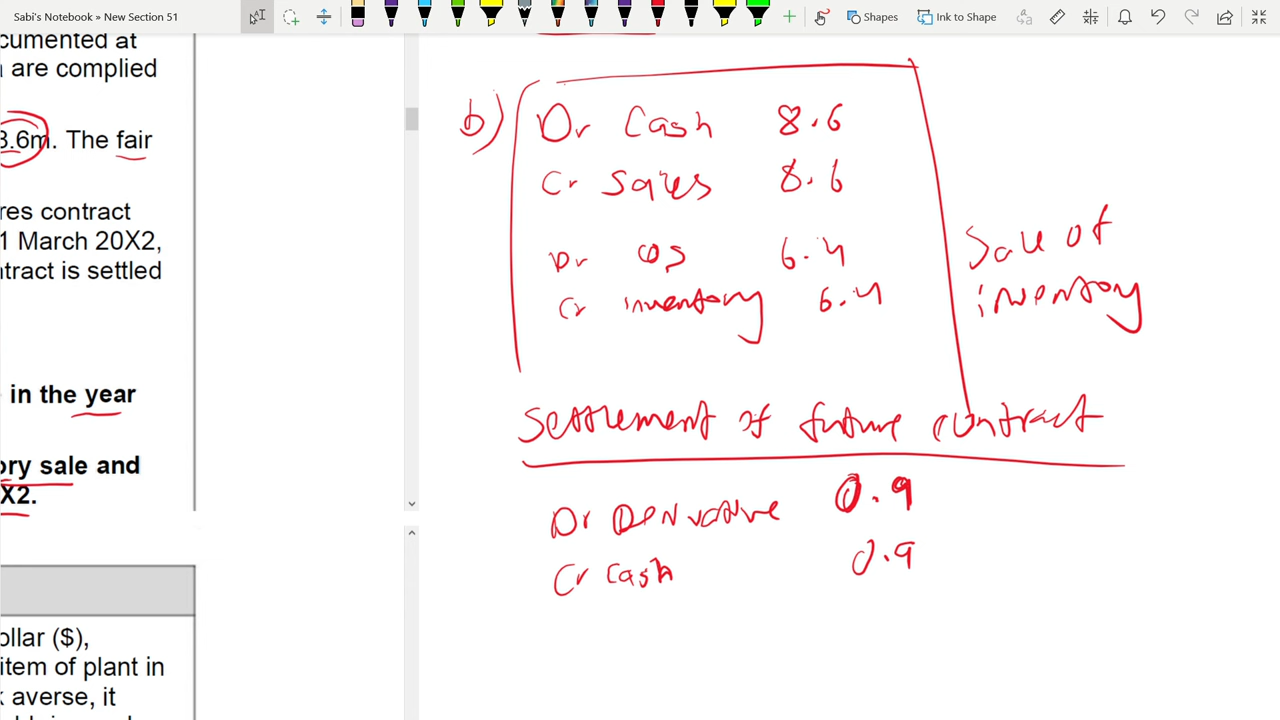 Sabi's Notebook » New Section 51
Shapes
Ink to Shape
cumented at
are complied
3.6m. The fair
res contract
1 March 20X2,
ntract is settled
in the year
ory sale and
X2.
ollar ($),
item of plant in
k averse, it
b)
Dr Cash 8.6
Cr Sales 8.6
Dr COS 6.4
Cr inventory 6.4
Sale of
inventory
Settlement of future contract
Dr Derivative 0.9
Cr Cash 0.9